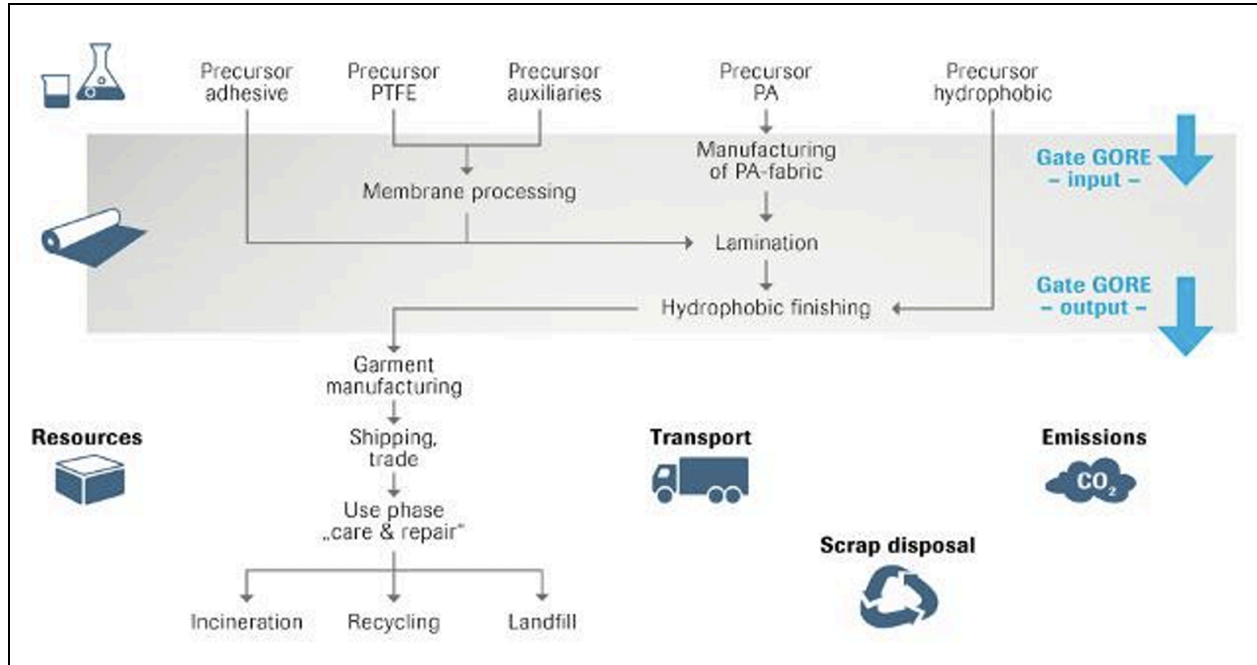 Precursor
adhesive
Precursor
PTFE
Precursor
auxiliaries
Precursor
PA
Precursor
hydrophobic
Manufacturing
of PA-fabric
Gate GORE
– input –
Membrane processing
Lamination
Gate GORE
– output –
Hydrophobic finishing
Garment
manufacturing
Resources
Shipping,
trade
Transport
Emissions
CO₂
Use phase
„care & repair“
Scrap disposal
Incineration
Recycling
Landfill